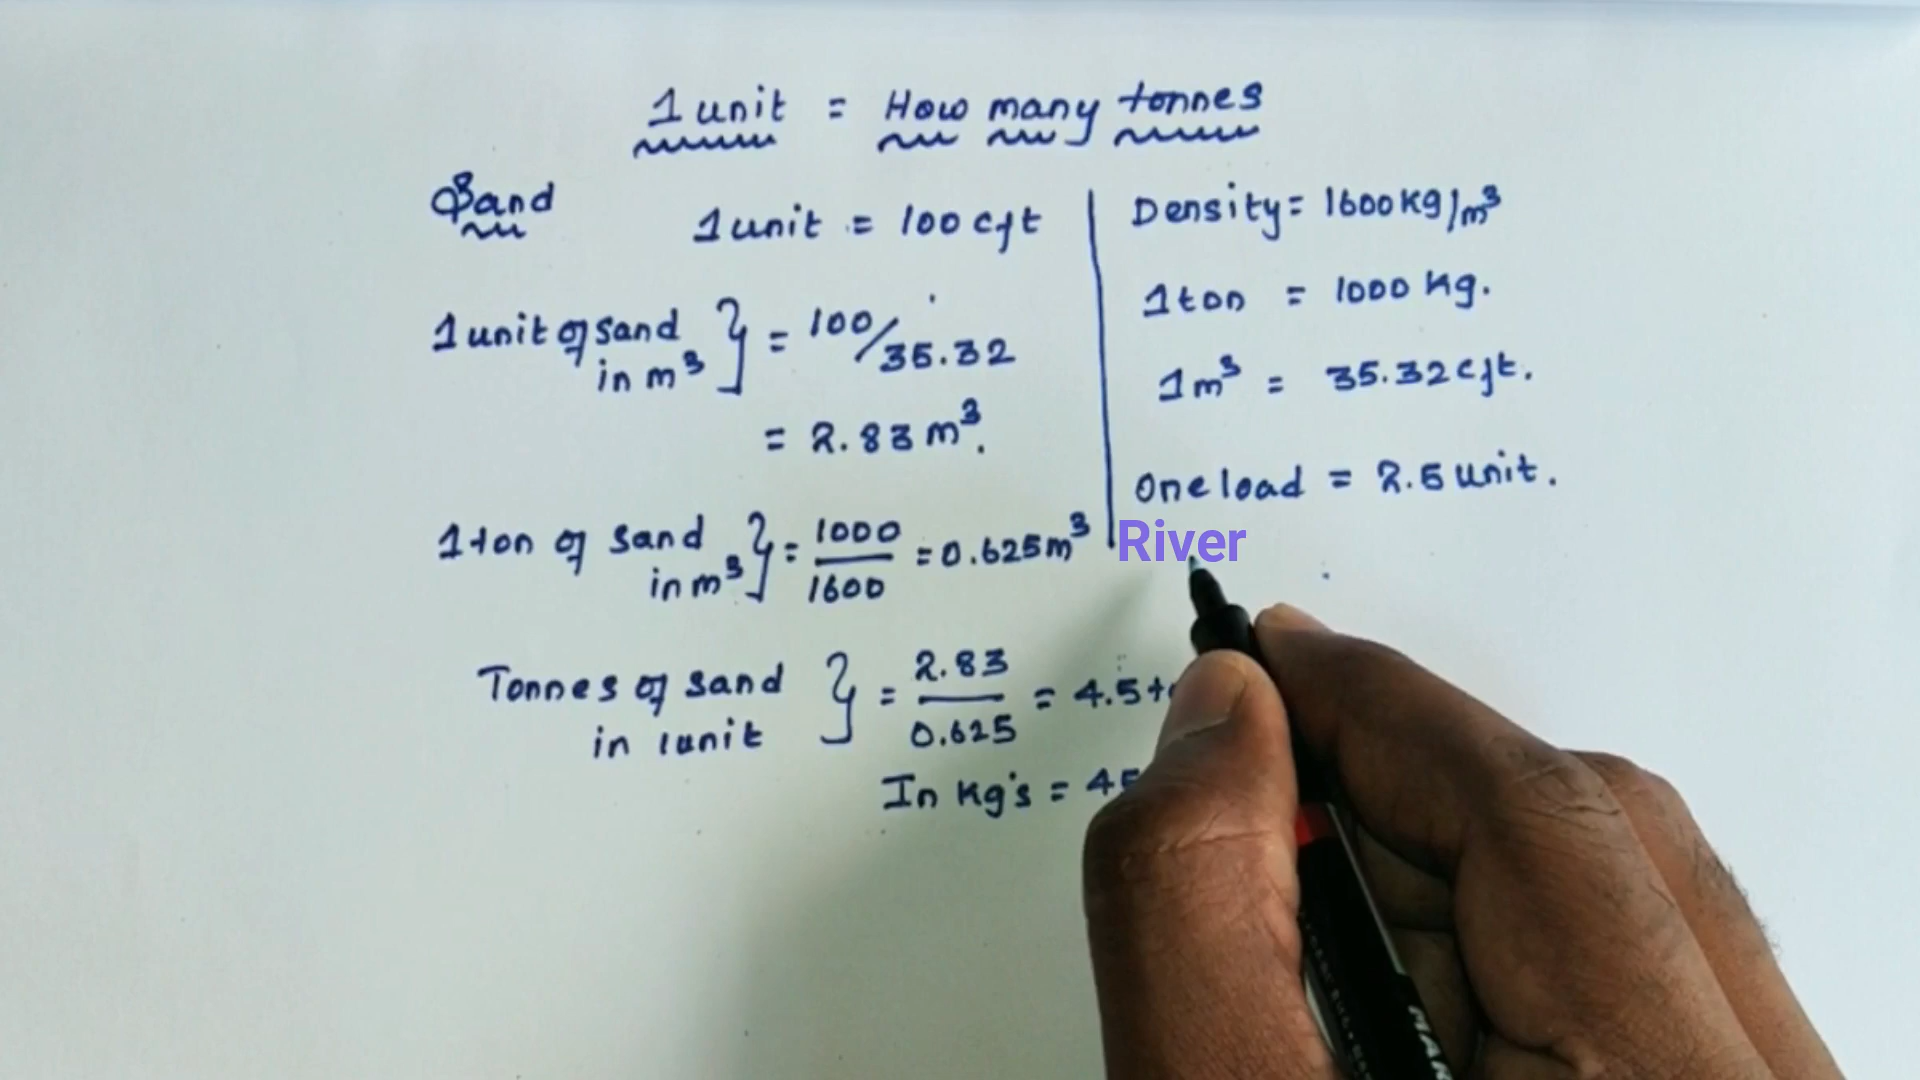 1 unit = How many tonnes
Sand
1 unit = 100 cft
1 unit of sand in m³ } = 100/35.32
= 2.83 m³.
1 ton of sand in m³ } = 1000/1600 = 0.625 m³
Tonnes of sand in 1 unit } = 2.83/0.625 = 4.5
In kg's =
Density = 1600 kg/m³
1 ton = 1000 kg.
1 m³ = 35.32 cft.
One load = 2.5 unit.
River